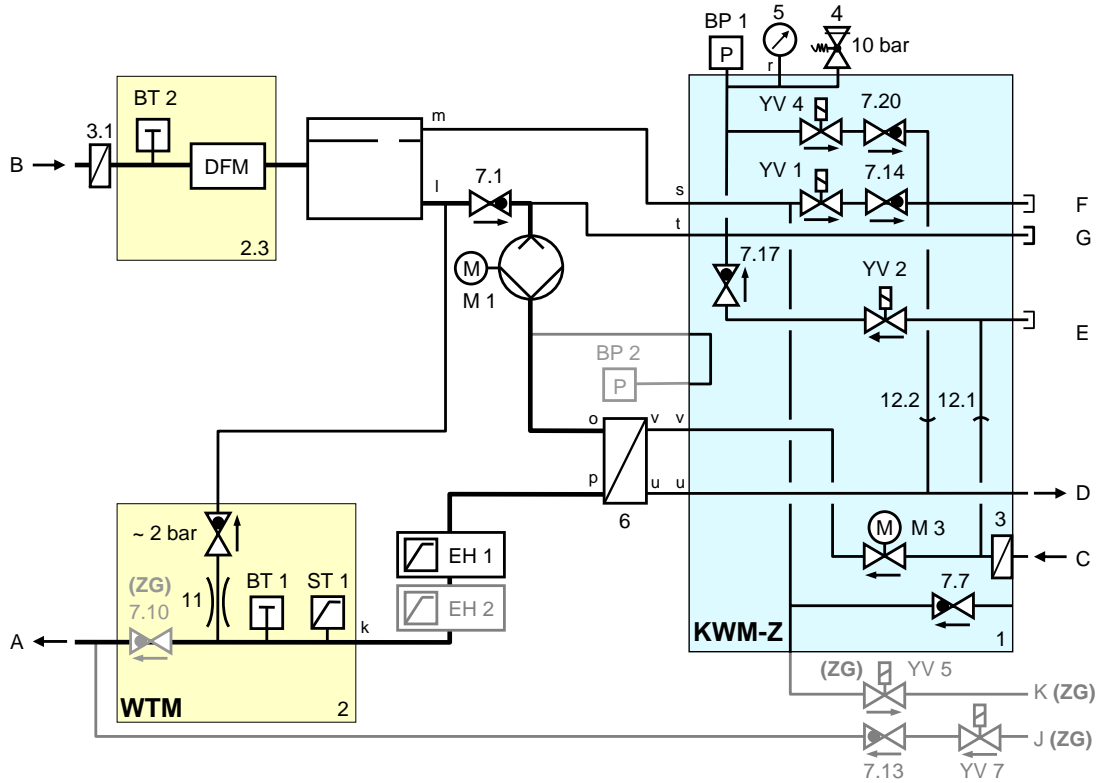 BP 1
5
4
P
r
10 bar
BT 2
YV 4
7.20
3.1
m
B
DFM
7.1
YV 1
7.14
l
s
F
t
G
2.3
M
M 1
7.17
YV 2
E
BP 2
P
12.2
12.1
o
v
v
p
u
u
D
6
~ 2 bar
M
M 3
3
EH 1
C
(ZG)
BT 1
ST 1
7.10
11
EH 2
7.7
k
A
KWM-Z
1
WTM
2
(ZG)
YV 5
K (ZG)
J (ZG)
7.13
YV 7